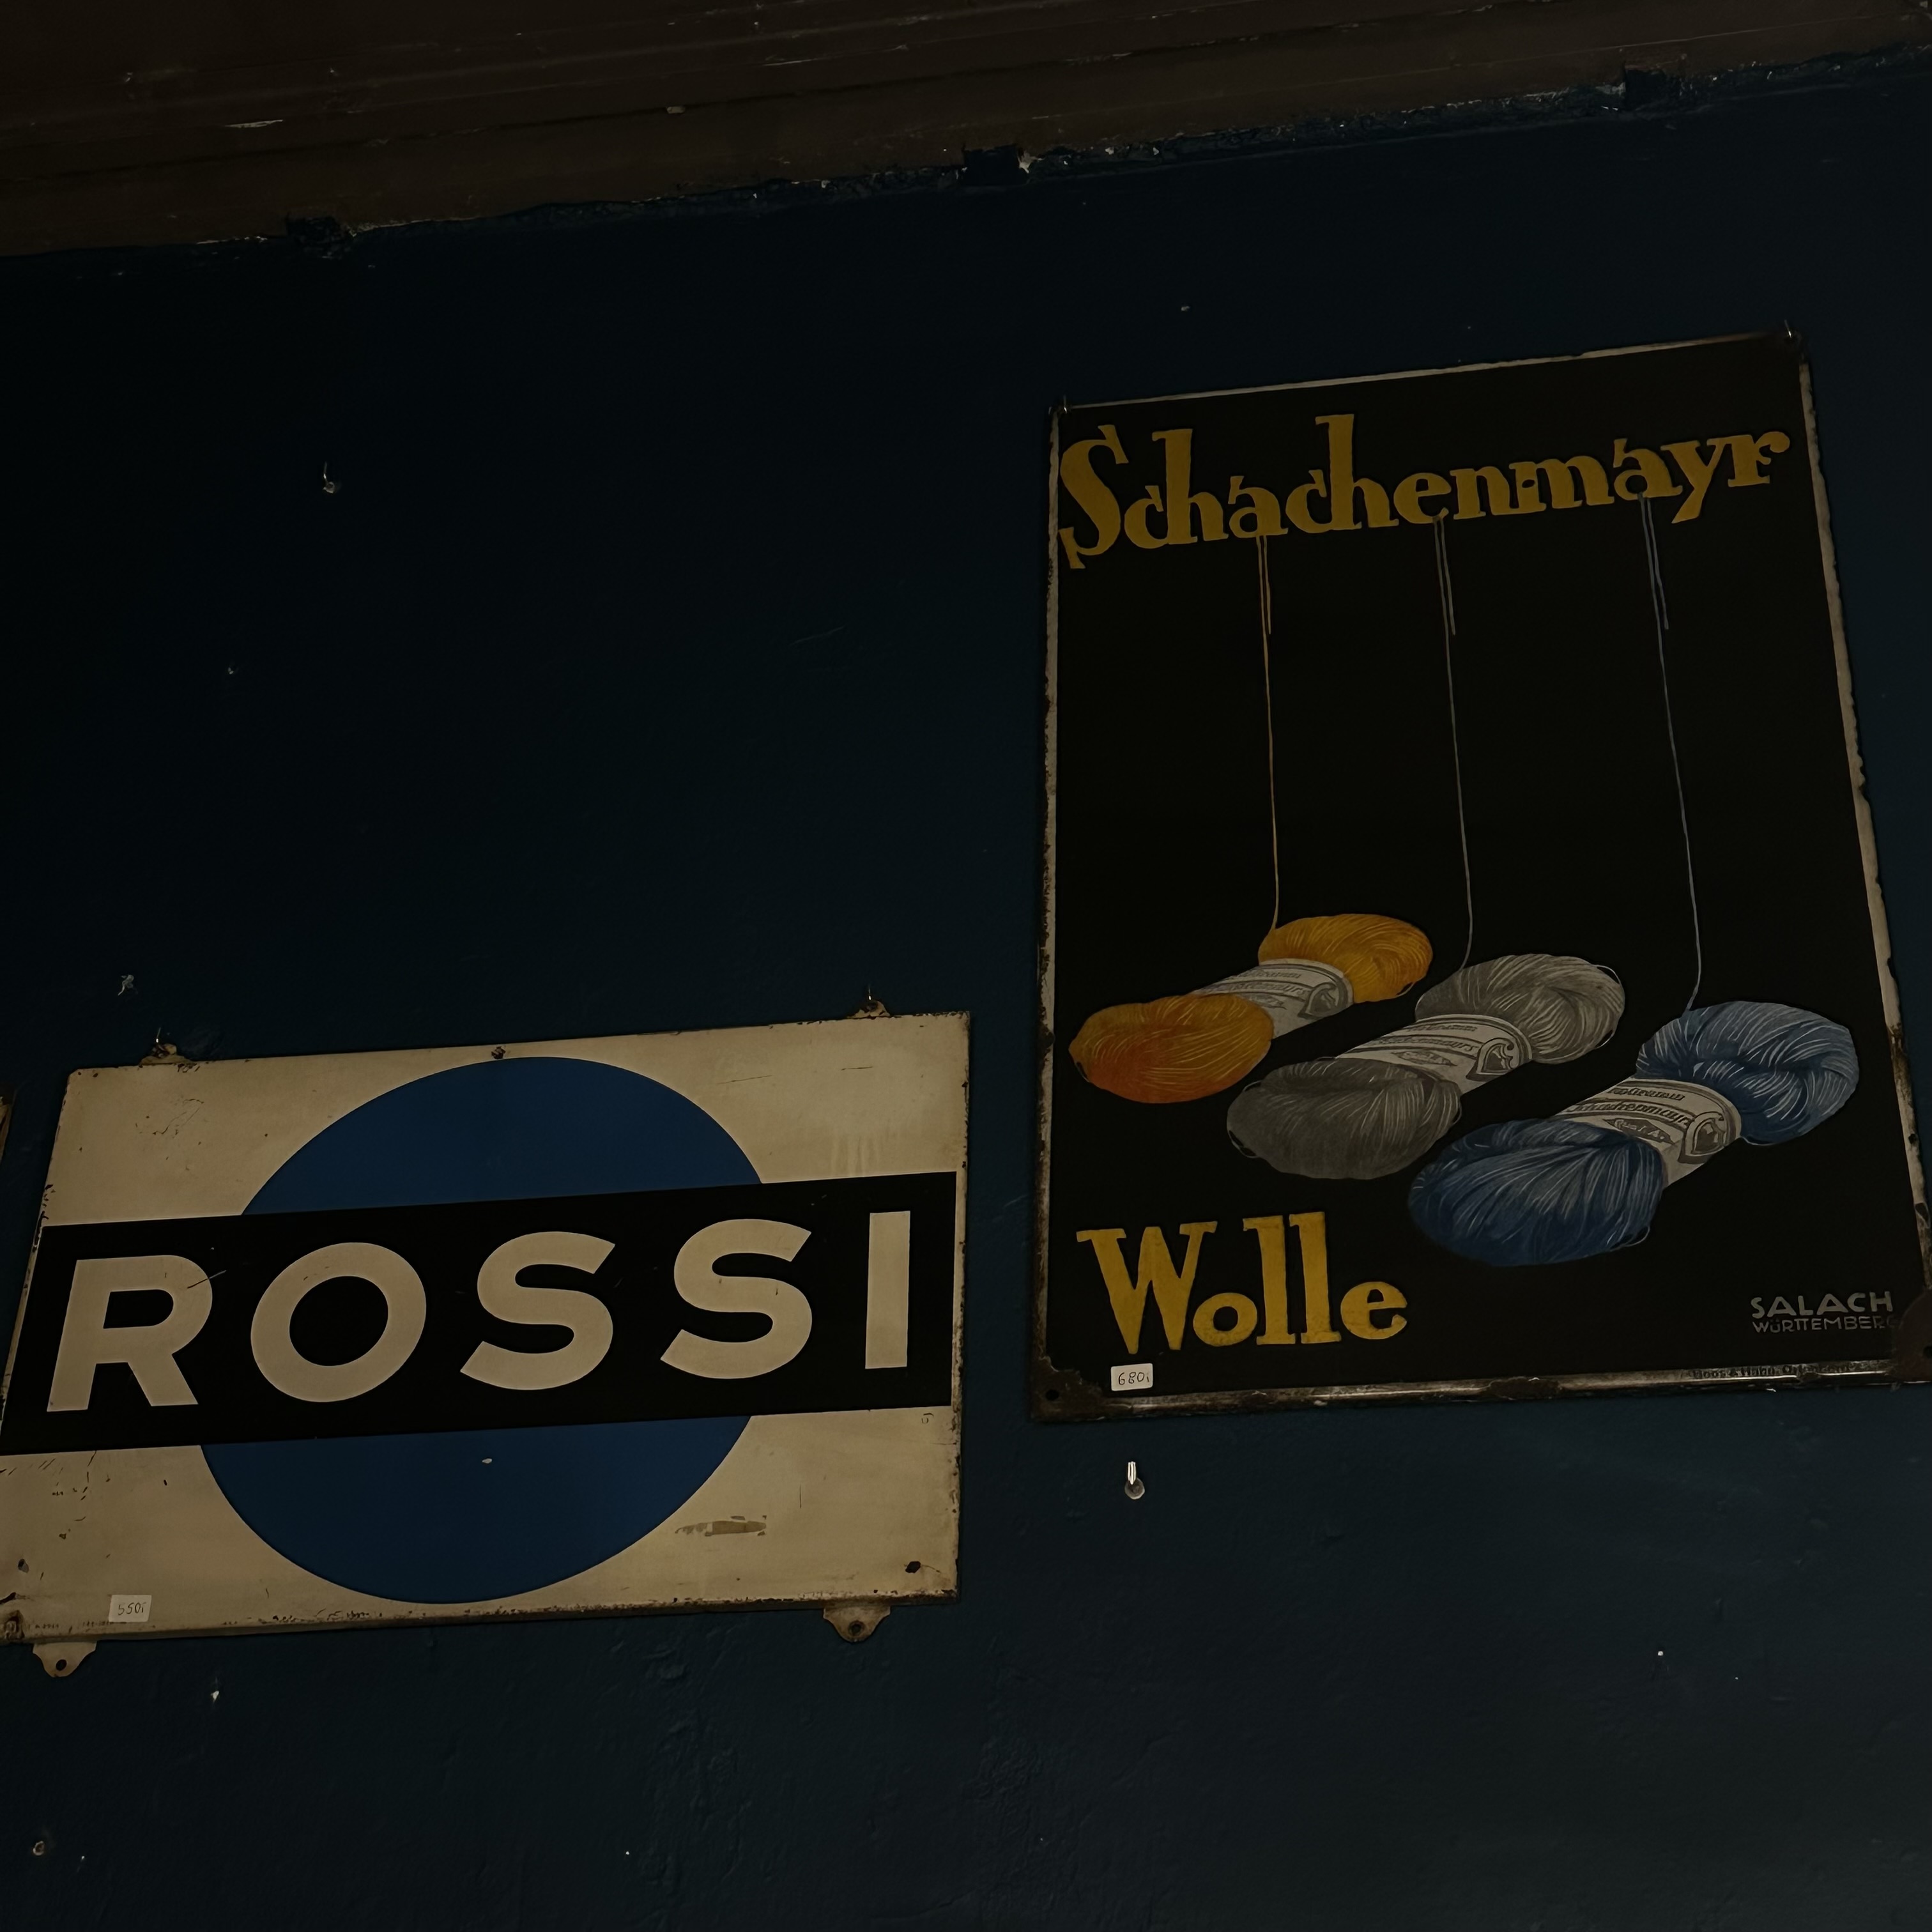 Schachenmayr
Wolle
SALACH
WÜRTTEMBERG
680,
ROSSI
550,